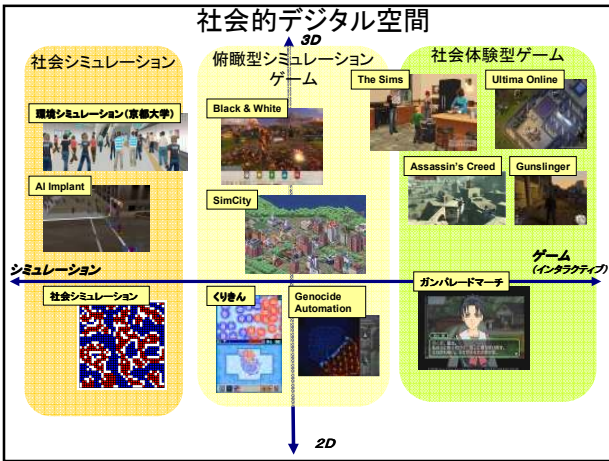 社会的デジタル空間
3D
社会シミュレーション
俯瞰型シミュレーション
ゲーム
社会体験型ゲーム
The Sims
Ultima Online
環境シミュレーション(京都大学)
Black & White
AI Implant
SimCity
Assassin's Creed
Gunslinger
シミュレーション
ゲーム
(インタラクティブ)
社会シミュレーション
くりきん
Genocide
Automation
ガンパレードマーチ
2D